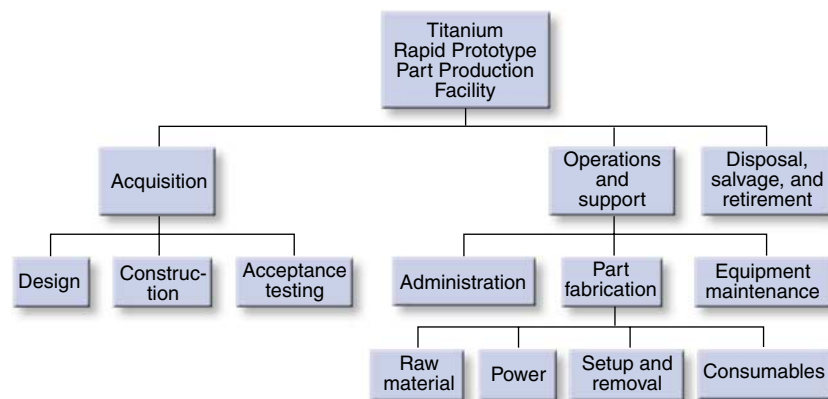 Titanium
Rapid Prototype
Part Production
Facility
Acquisition
Operations
and
support
Disposal,
salvage, and
retirement
Design
Construc-
tion
Acceptance
testing
Administration
Part
fabrication
Equipment
maintenance
Raw
material
Power
Setup and
removal
Consumables